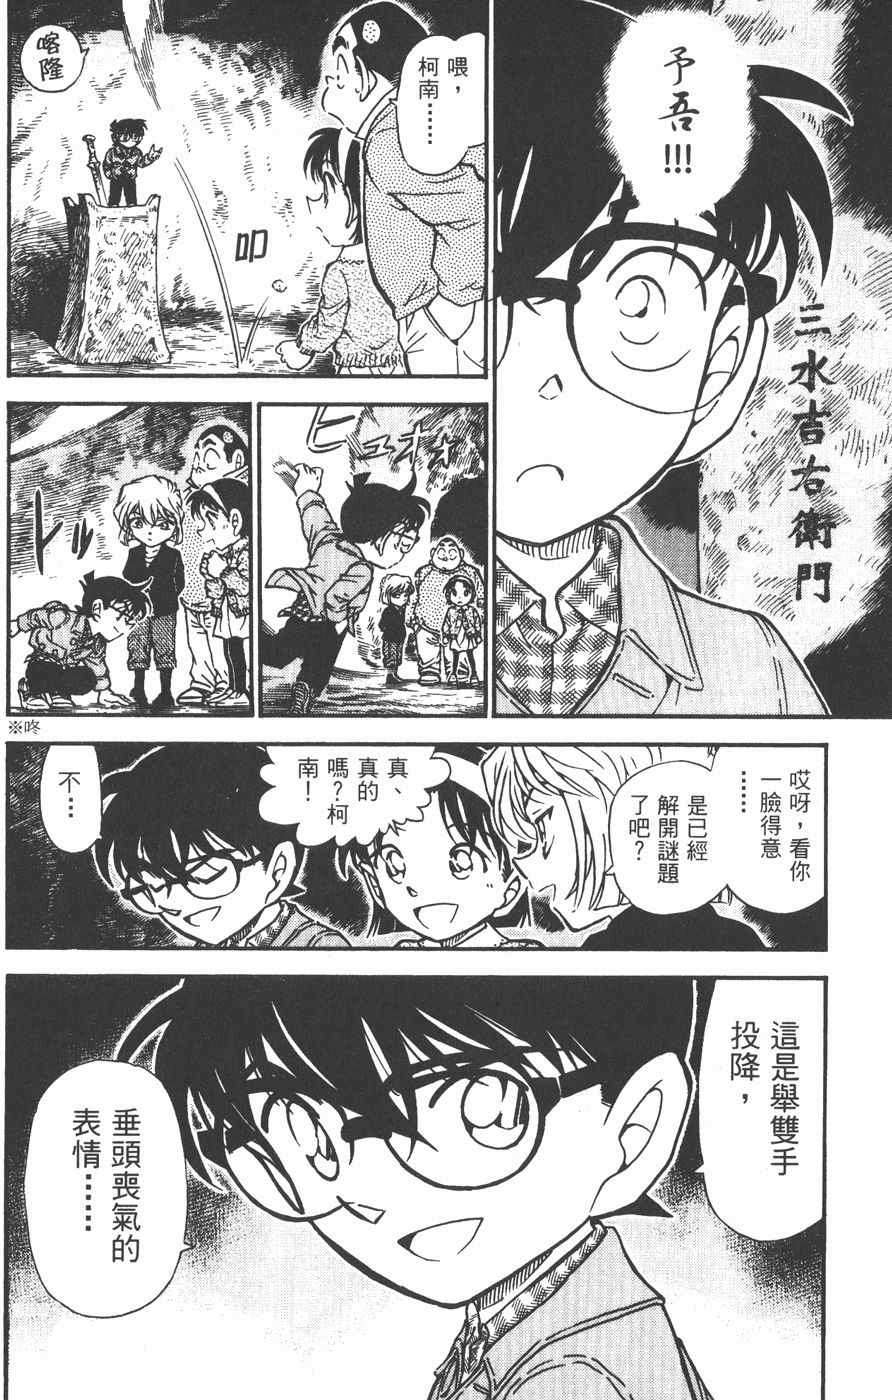 予吾!!!
三水吉右衛門
喂，
柯南……
喀隆
叩
ヒュオォォ
ドッ
※咚
哎呀，看你
一臉得意
……
是已經
解開謎題
了吧？
真、
真的
嗎？柯
南！
不…
這是舉雙手
投降，
垂頭喪氣的
表情……